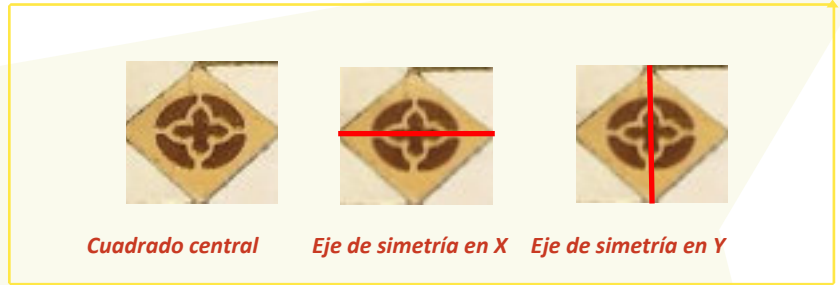 Cuadrado central
Eje de simetría en X
Eje de simetría en Y